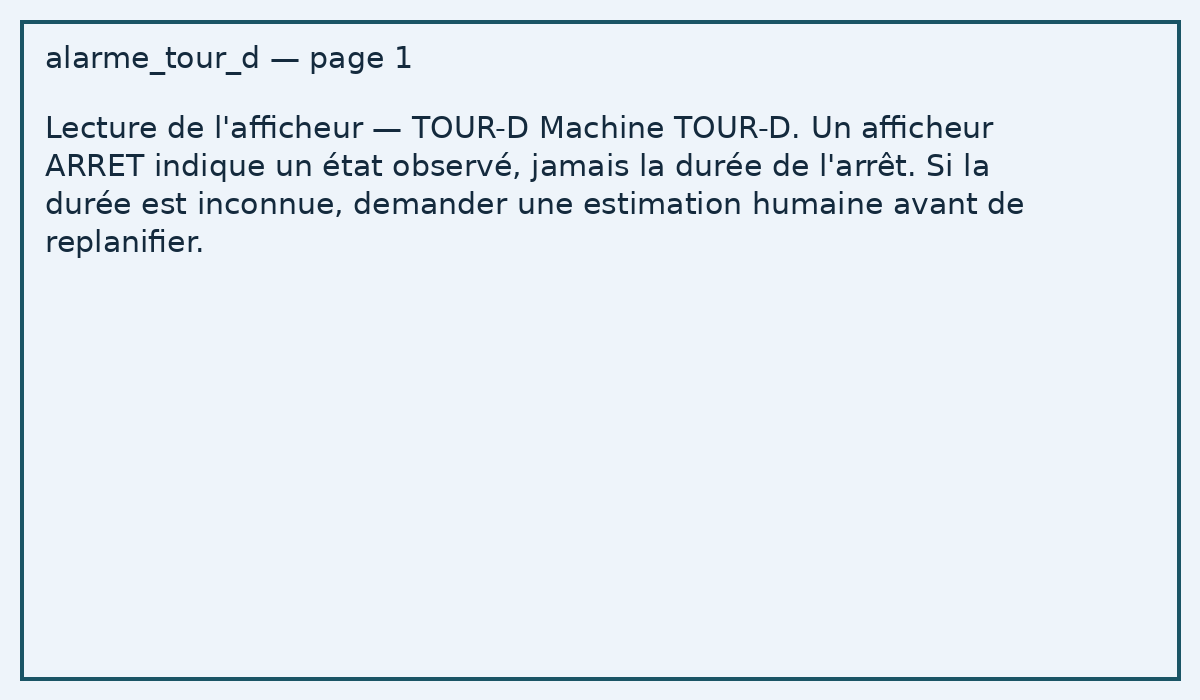 alarme_tour_d — page 1
Lecture de l'afficheur — TOUR-D Machine TOUR-D. Un afficheur
ARRET indique un état observé, jamais la durée de l'arrêt. Si la
durée est inconnue, demander une estimation humaine avant de
replanifier.